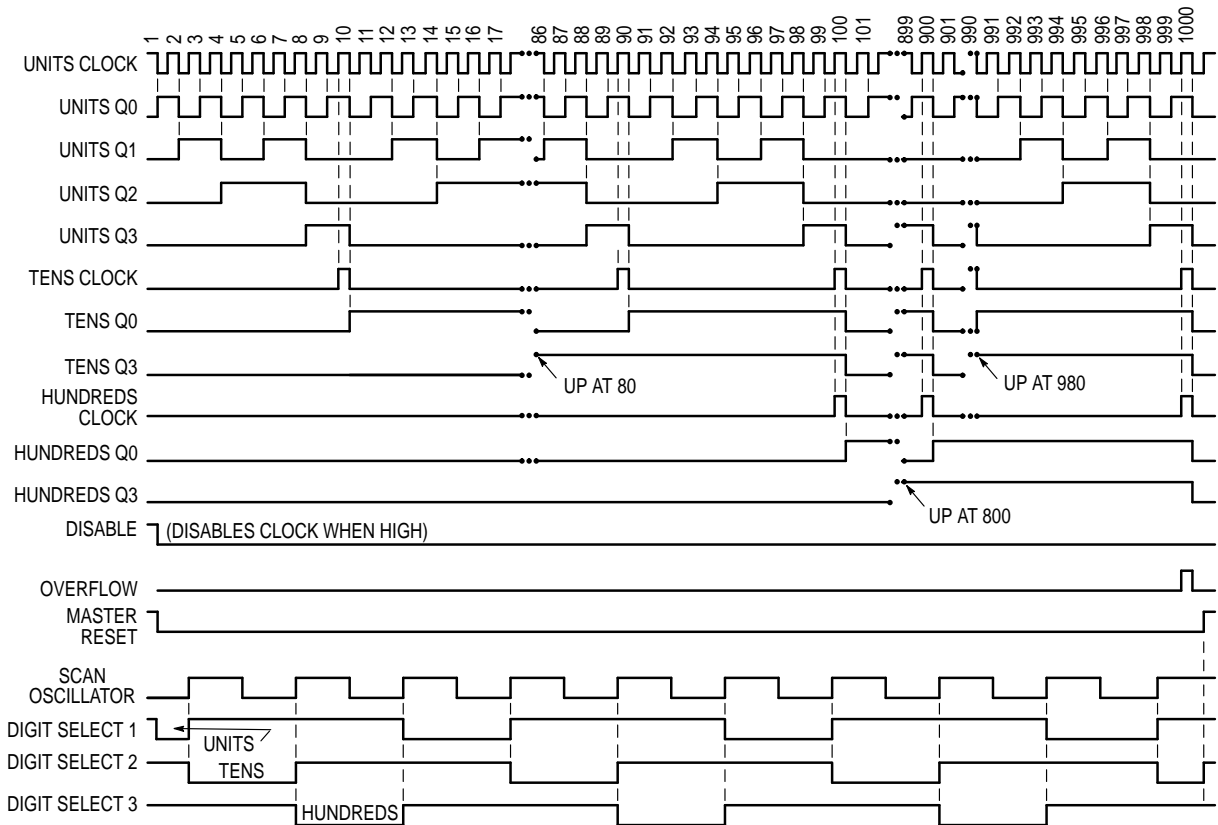 1 2 3 4 5 6 7 8 9 10 11 12 13 14 15 16 17 86 87 88 89 90 91 92 93 94 95 96 97 98 99 100 101 899 900 901 990 991 992 993 994 995 996 997 998 999 1000
UNITS CLOCK
UNITS Q0
UNITS Q1
UNITS Q2
UNITS Q3
TENS CLOCK
TENS Q0
TENS Q3
UP AT 80
UP AT 980
HUNDREDS
CLOCK
HUNDREDS Q0
HUNDREDS Q3
UP AT 800
DISABLE
(DISABLES CLOCK WHEN HIGH)
OVERFLOW
MASTER
RESET
SCAN
OSCILLATOR
DIGIT SELECT 1
UNITS
DIGIT SELECT 2
TENS
DIGIT SELECT 3
HUNDREDS